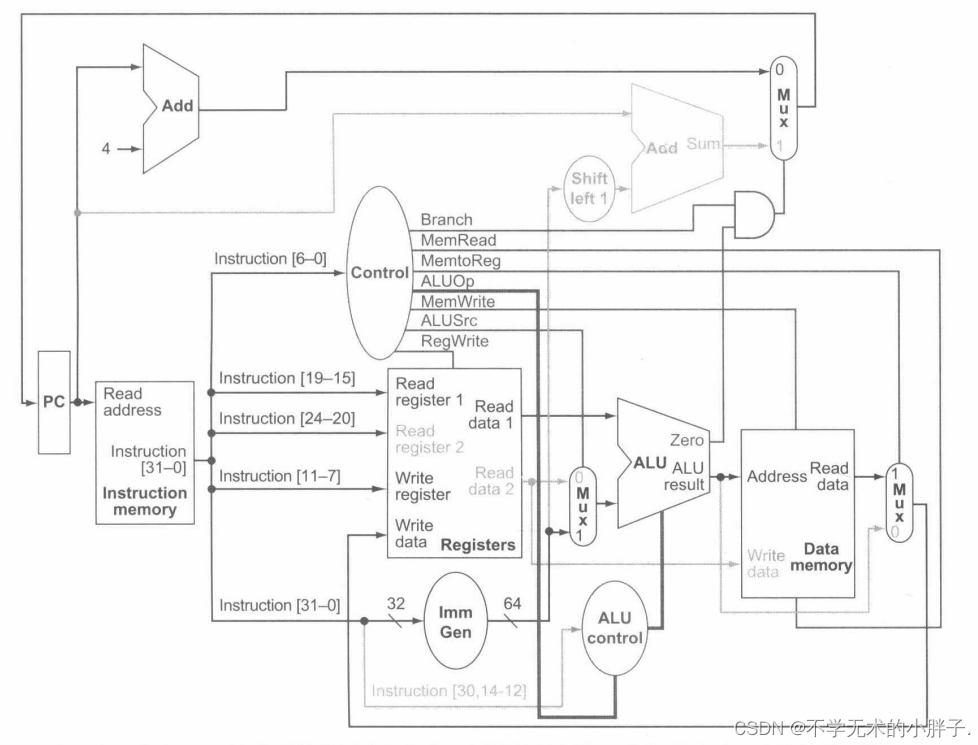 0
M
u
x
1
Add
4
Add Sum
Shift
left 1
Branch
MemRead
Instruction [6–0]
Control
MemtoReg
ALUOp
MemWrite
ALUSrc
RegWrite
PC
Read
address
Instruction
[31–0]
Instruction
memory
Instruction [19–15]
Instruction [24–20]
Instruction [11–7]
Instruction [31–0]
Read
register 1
Read
register 2
Write
register
Write
data
Read
data 1
Read
data 2
Registers
0
M
u
x
1
Zero
ALU
ALU
result
Address
Read
data
Write
data
Data
memory
1
M
u
x
0
32
Imm
Gen
64
ALU
control
Instruction [30,14-12]
CSDN @不学无术的小胖子.